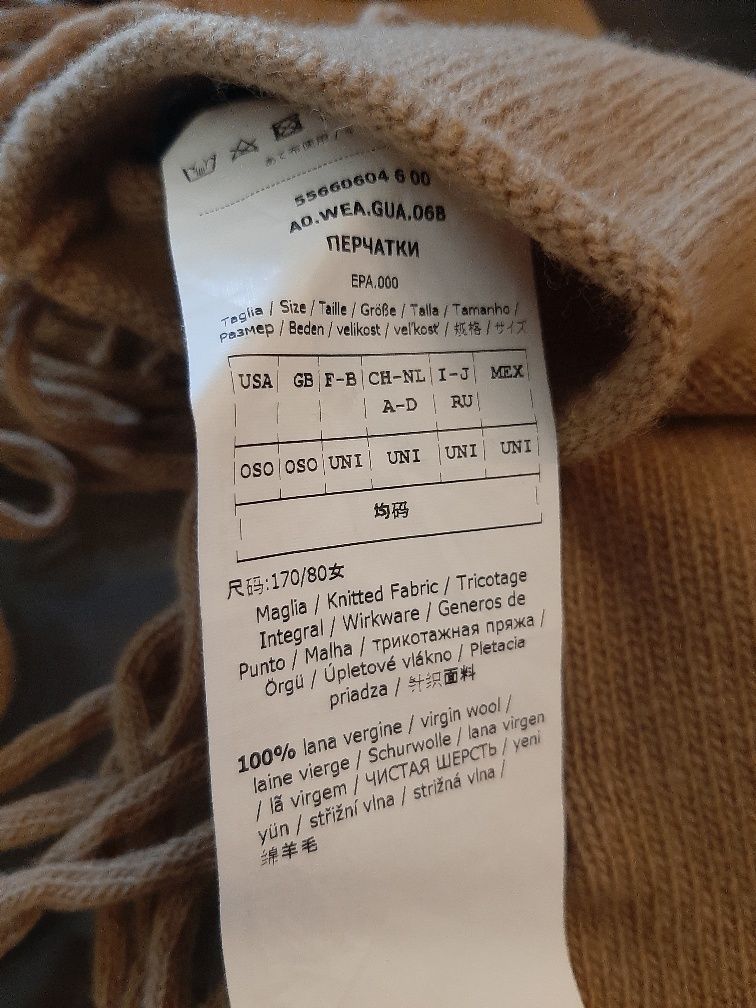 55660604 6 00
AO.WEA.GUA.06B
ПЕРЧАТКИ
EPA.000
Taglia / Size / Taille / Größe / Talla / Tamanho /
Размер / Beden / velikost / veľkosť / 规格 / サイズ
USA GB F-B CH-NL I-J MEX
A-D RU
OSO OSO UNI UNI UNI UNI
均码
尺码:170/80女
Maglia / Knitted Fabric / Tricotage
Integral / Wirkware / Generos de
Punto / Malha / трикотажная пряжа /
Örgü / Úpletové vlákno / Pletacia
priadza / 针织面料
100% lana vergine / virgin wool /
laine vierge / Schurwolle / lana virgen
/ lã virgem / ЧИСТАЯ ШЕРСТЬ / yeni
yün / střižní vlna / strižná vlna /
绵羊毛